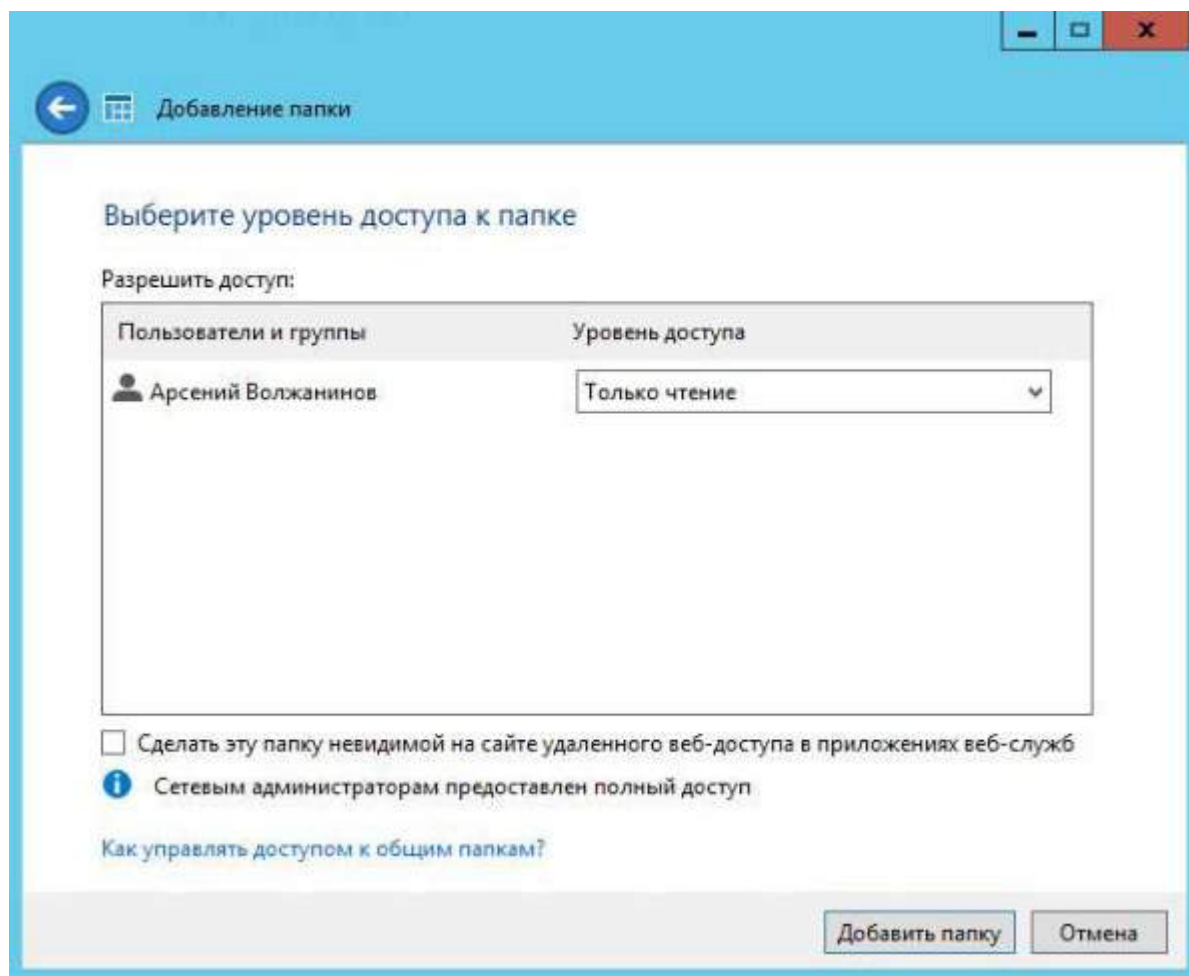 Добавление папки
Выберите уровень доступа к папке
Разрешить доступ:
Пользователи и группы Уровень доступа
Арсений Волжанинов Только чтение
Сделать эту папку невидимой на сайте удаленного веб-доступа в приложениях веб-служб
Сетевым администраторам предоставлен полный доступ
Как управлять доступом к общим папкам?
Добавить папку Отмена